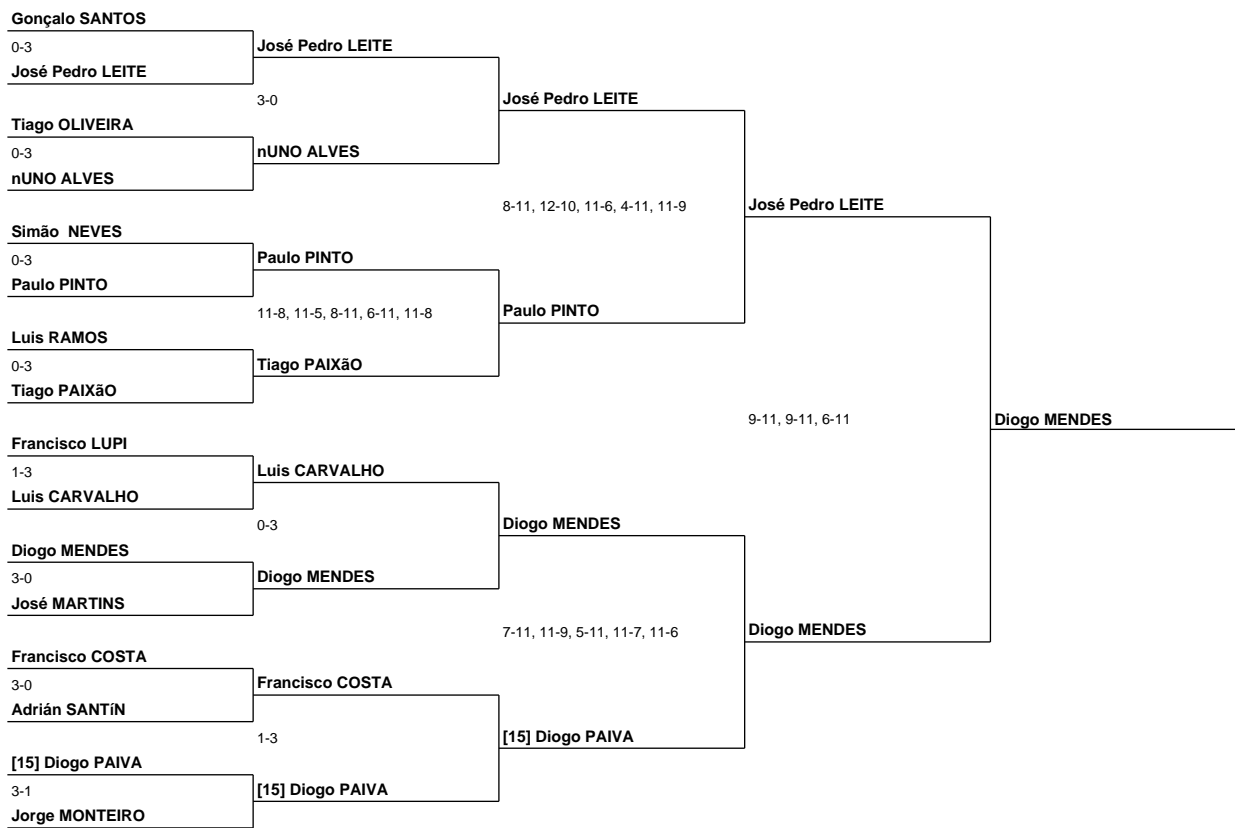 Gonçalo SANTOS
0-3
José Pedro LEITE
José Pedro LEITE
3-0
José Pedro LEITE
Tiago OLIVEIRA
0-3
nUNO ALVES
nUNO ALVES
8-11, 12-10, 11-6, 4-11, 11-9
José Pedro LEITE
Simão  NEVES
0-3
Paulo PINTO
Paulo PINTO
11-8, 11-5, 8-11, 6-11, 11-8
Paulo PINTO
Luis RAMOS
0-3
Tiago PAIXãO
Tiago PAIXãO
9-11, 9-11, 6-11
Diogo MENDES
Francisco LUPI
1-3
Luis CARVALHO
Luis CARVALHO
0-3
Diogo MENDES
Diogo MENDES
3-0
Diogo MENDES
José MARTINS
7-11, 11-9, 5-11, 11-7, 11-6
Diogo MENDES
Francisco COSTA
3-0
Francisco COSTA
Adrián SANTíN
1-3
[15] Diogo PAIVA
[15] Diogo PAIVA
3-1
[15] Diogo PAIVA
Jorge MONTEIRO